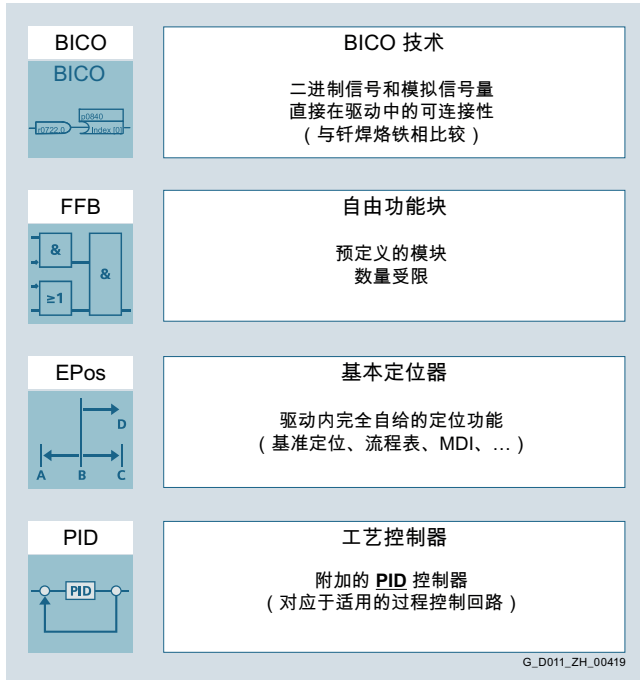 BICO
BICO
p0840
r0722.0
Index [0]
BICO 技术
二进制信号和模拟信号量
直接在驱动中的可连接性
（与钎焊烙铁相比较）
FFB
&
&
≥1
自由功能块
预定义的模块
数量受限
EPos
D
A B C
基本定位器
驱动内完全自给的定位功能
（基准定位、流程表、MDI、…）
PID
PID
工艺控制器
附加的 PID 控制器
（对应于适用的过程控制回路）
G_D011_ZH_00419